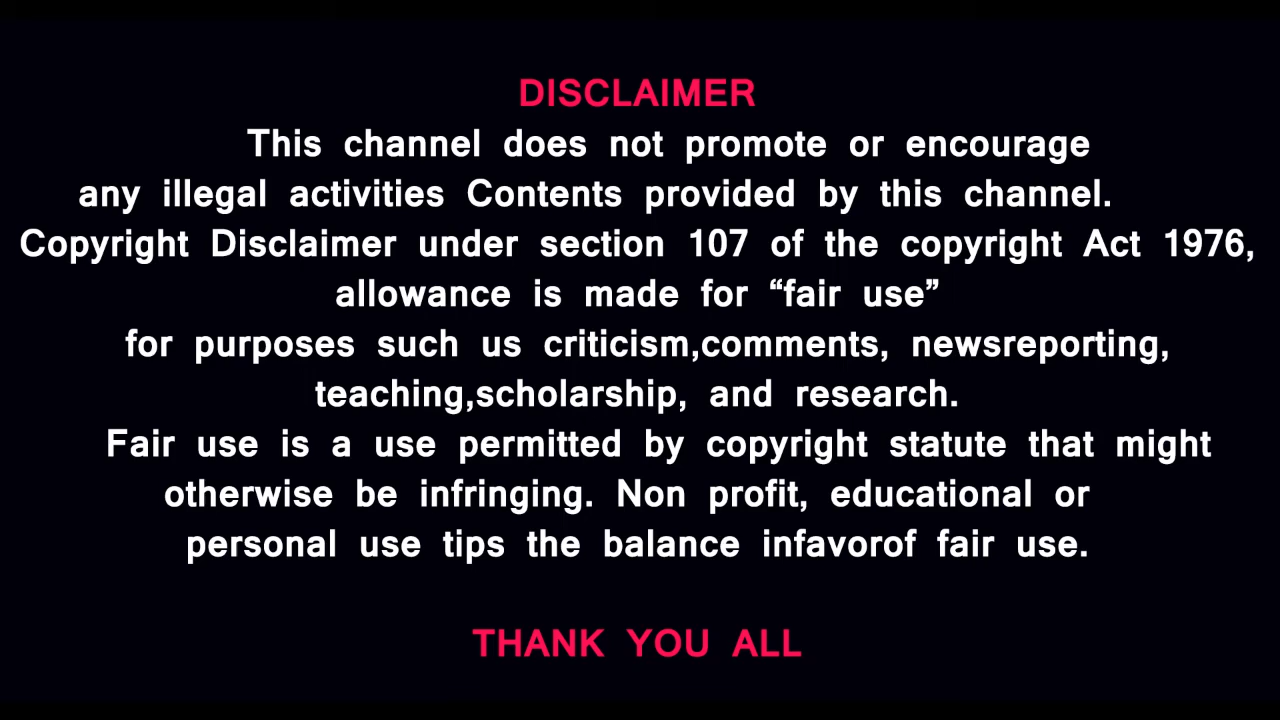 DISCLAIMER
This channel does not promote or encourage
any illegal activities Contents provided by this channel.
Copyright Disclaimer under section 107 of the copyright Act 1976,
allowance is made for “fair use”
for purposes such us criticism,comments, newsreporting,
teaching,scholarship, and research.
Fair use is a use permitted by copyright statute that might
otherwise be infringing. Non profit, educational or
personal use tips the balance infavorof fair use.
THANK YOU ALL